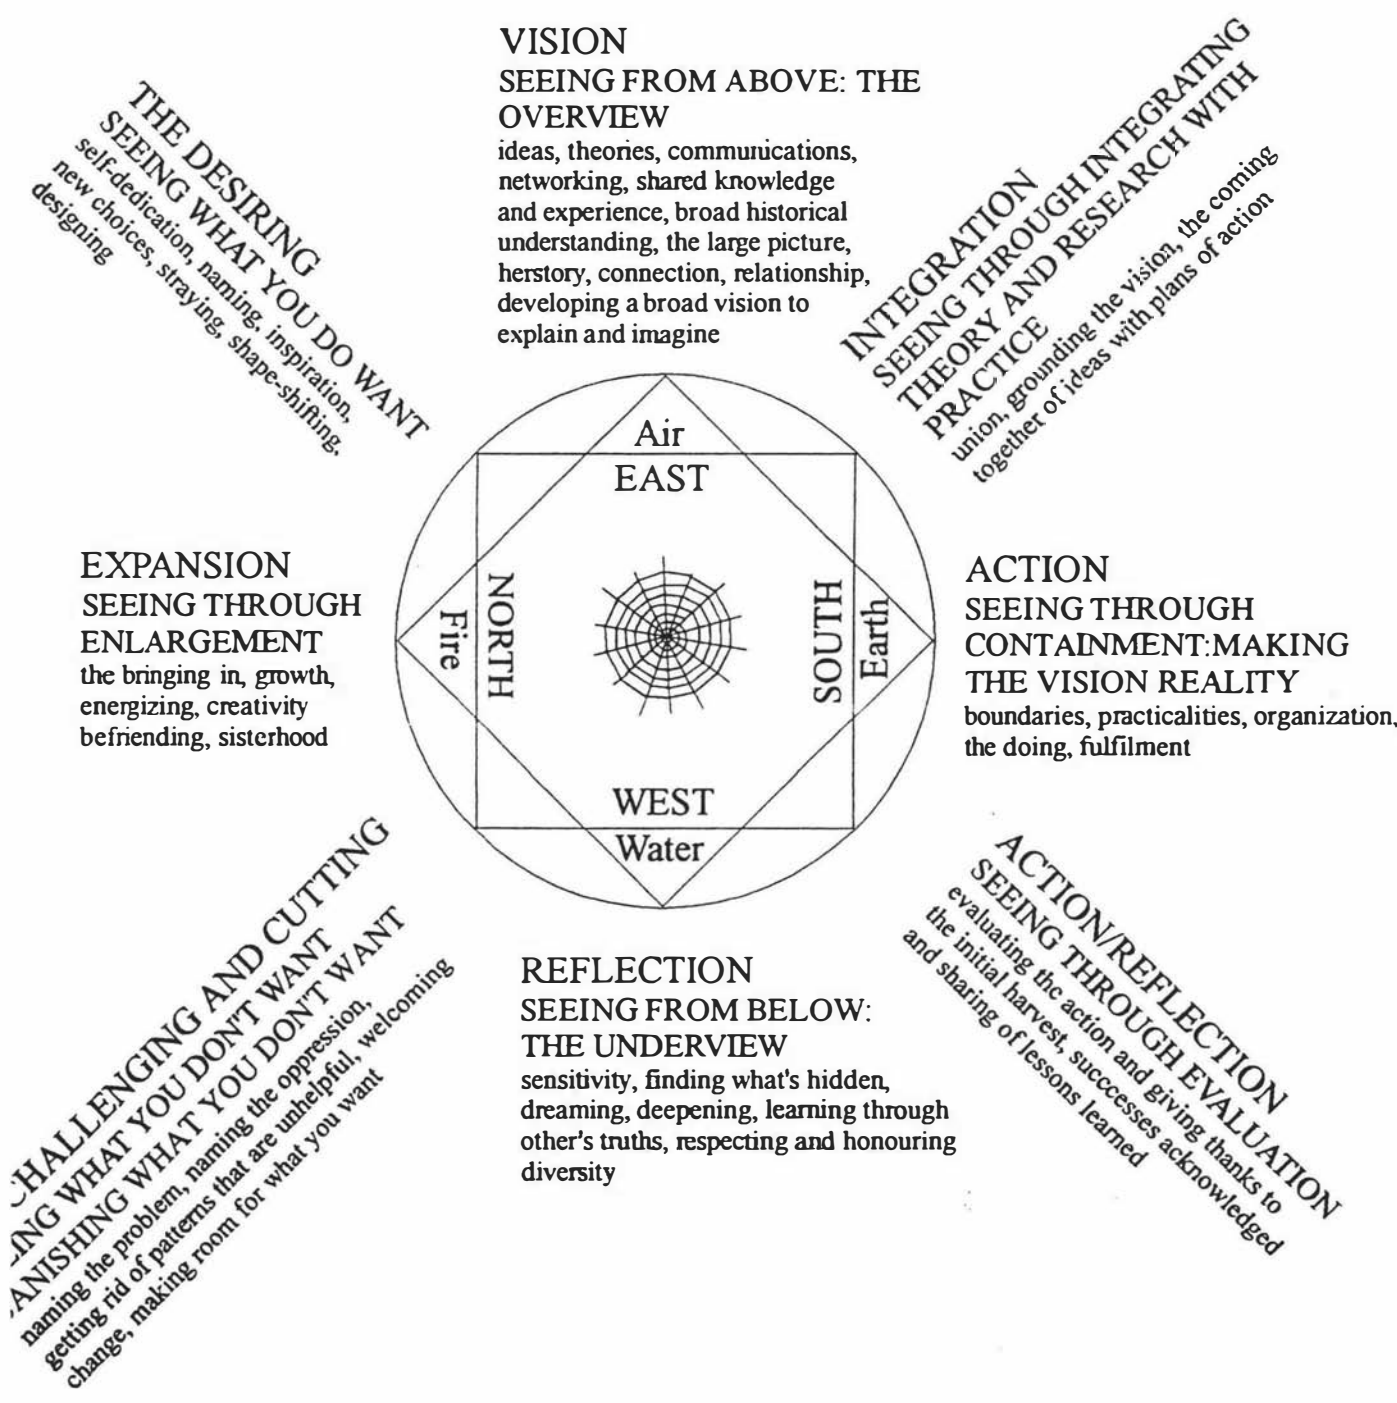 VISION
SEEING FROM ABOVE: THE
OVERVIEW
ideas, theories, communications,
networking, shared knowledge
and experience, broad historical
understanding, the large picture,
herstory, connection, relationship,
developing a broad vision to
explain and imagine
THE DESIRING
SEEING WHAT YOU DO WANT
self-dedication, naming, inspiration,
new choices, straying, shape-shifting,
designing
INTEGRATION
SEEING THROUGH INTEGRATING
THEORY AND RESEARCH WITH
PRACTICE
union, grounding the vision, the coming
together of ideas with plans of action
Air
EAST
NORTH
Fire
SOUTH
Earth
WEST
Water
EXPANSION
SEEING THROUGH
ENLARGEMENT
the bringing in, growth,
energizing, creativity
befriending, sisterhood
ACTION
SEEING THROUGH
CONTAINMENT:MAKING
THE VISION REALITY
boundaries, practicalities, organization,
the doing, fulfilment
CHALLENGING AND CUTTING
ING WHAT YOU DON'T WANT
ANISHING WHAT YOU DON'T WANT
naming the problem, naming the oppression,
getting rid of patterns that are unhelpful, welcoming
change, making room for what you want
REFLECTION
SEEING FROM BELOW:
THE UNDERVIEW
sensitivity, finding what's hidden,
dreaming, deepening, learning through
other's truths, respecting and honouring
diversity
ACTION/REFLECTION
SEEING THROUGH EVALUATION
evaluating the action and giving thanks to
the initial harvest, succcesses acknowledged
and sharing of lessons learned